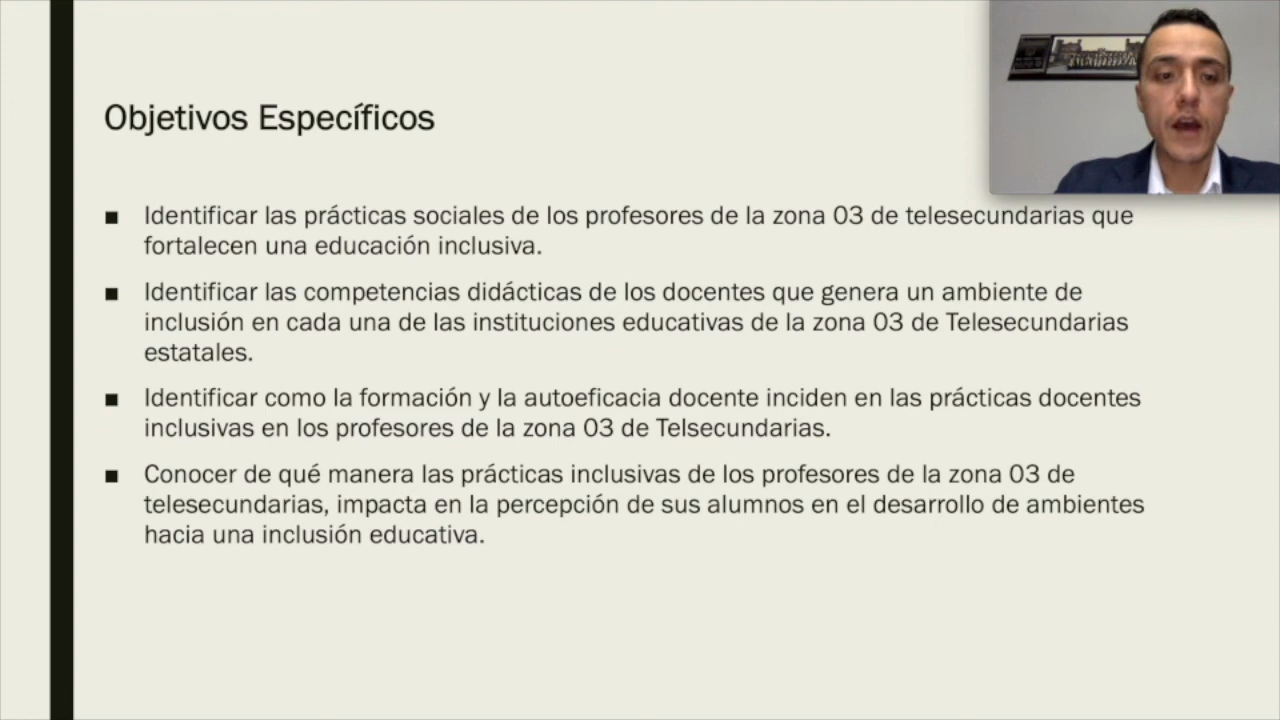 Objetivos Específicos
■ Identificar las prácticas sociales de los profesores de la zona 03 de telesecundarias que
fortalecen una educación inclusiva.
■ Identificar las competencias didácticas de los docentes que genera un ambiente de
inclusión en cada una de las instituciones educativas de la zona 03 de Telesecundarias
estatales.
■ Identificar como la formación y la autoeficacia docente inciden en las prácticas docentes
inclusivas en los profesores de la zona 03 de Telsecundarias.
■ Conocer de qué manera las prácticas inclusivas de los profesores de la zona 03 de
telesecundarias, impacta en la percepción de sus alumnos en el desarrollo de ambientes
hacia una inclusión educativa.